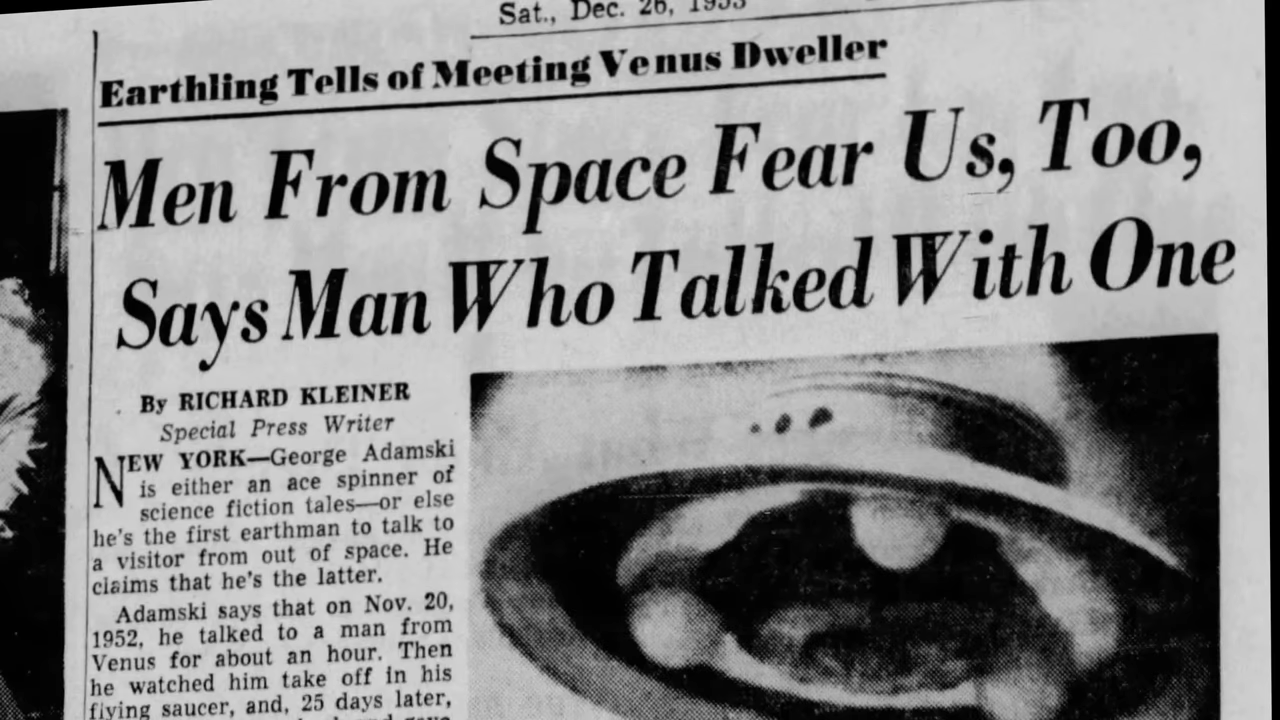 Sat., Dec. 26, 1953
Earthling Tells of Meeting Venus Dweller
Men From Space Fear Us, Too,
Says Man Who Talked With One
By RICHARD KLEINER
Special Press Writer
NEW YORK—George Adamski
is either an ace spinner of
science fiction tales—or else
he's the first earthman to talk to
a visitor from out of space. He
claims that he's the latter.
Adamski says that on Nov. 20,
1952, he talked to a man from
Venus for about an hour. Then
he watched him take off in his
flying saucer, and, 25 days later,